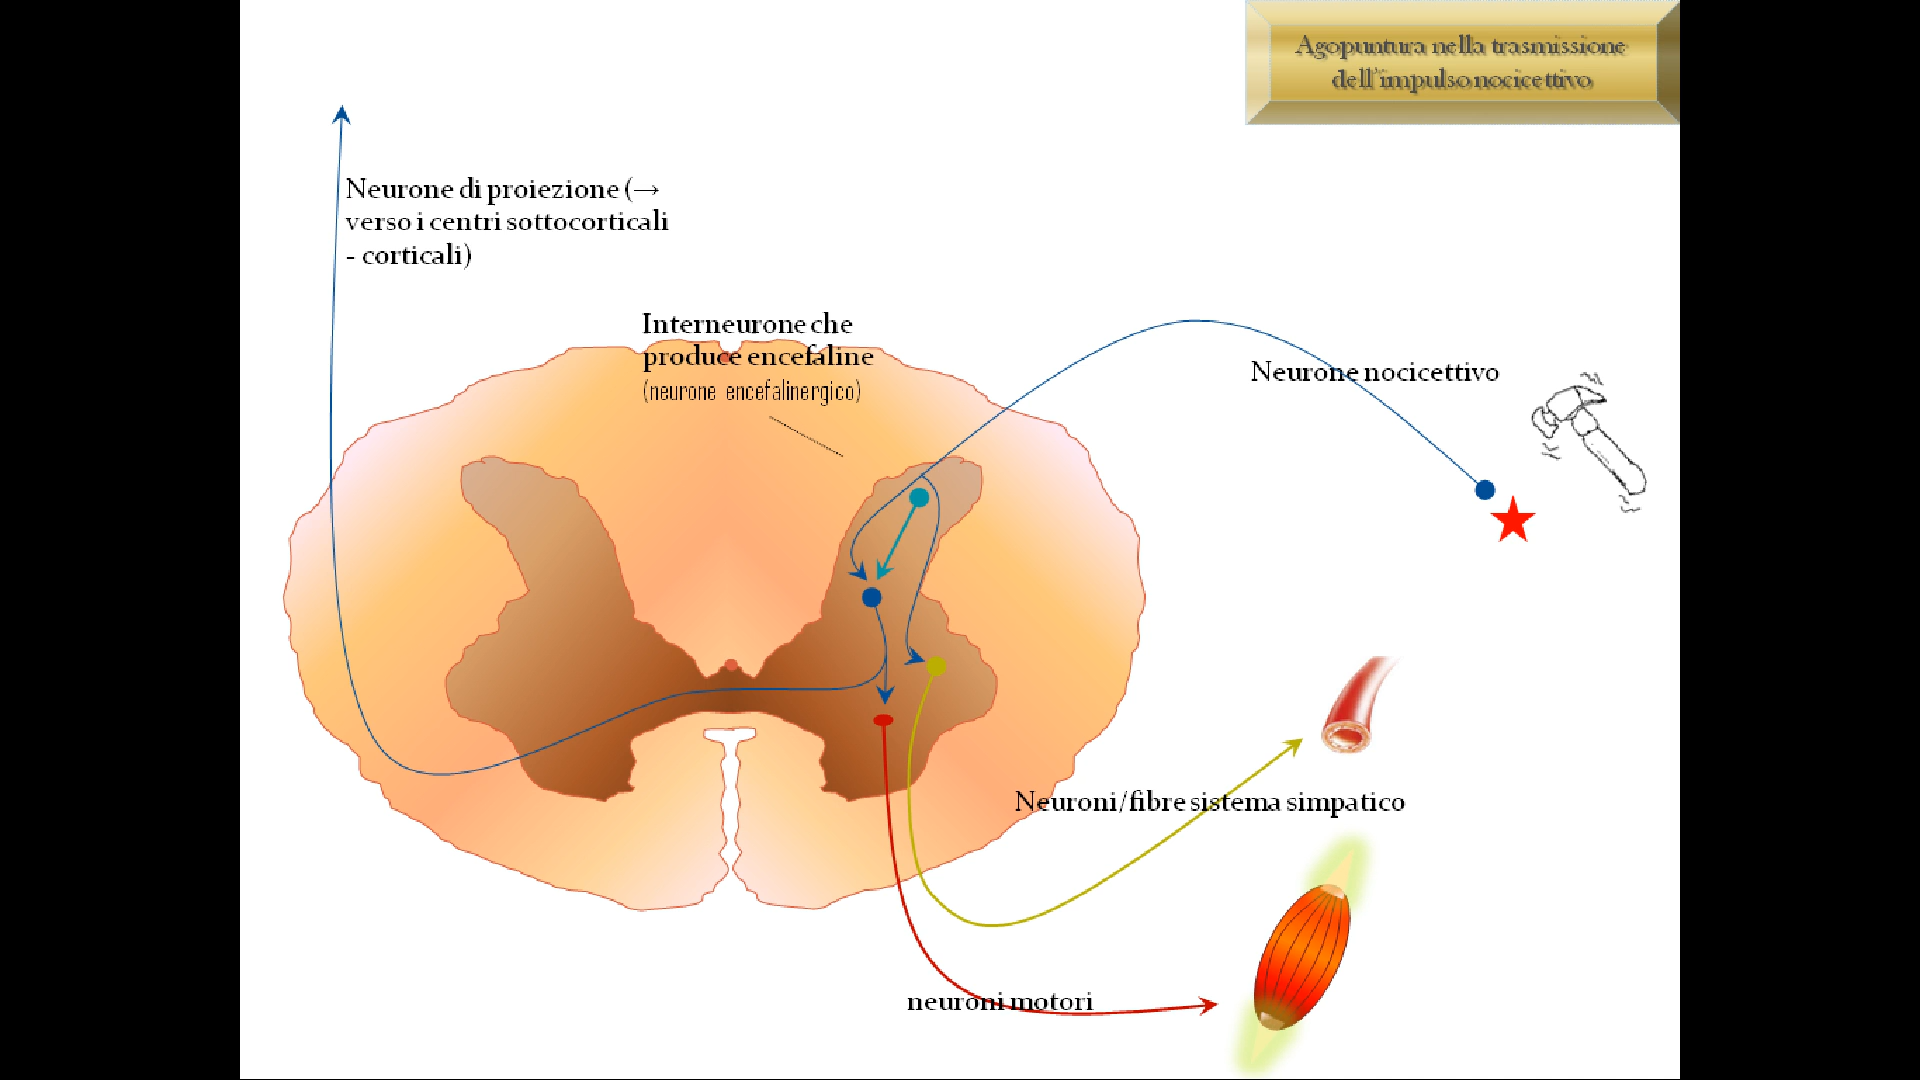 Agopuntura nella trasmissione
dell'impulso nocicettivo
Neurone di proiezione (→
verso i centri sottocorticali
- corticali)
Interneurone che
produce encefaline
(neurone encefalinergico)
Neurone nocicettivo
Neuroni/fibre sistema simpatico
neuroni motori